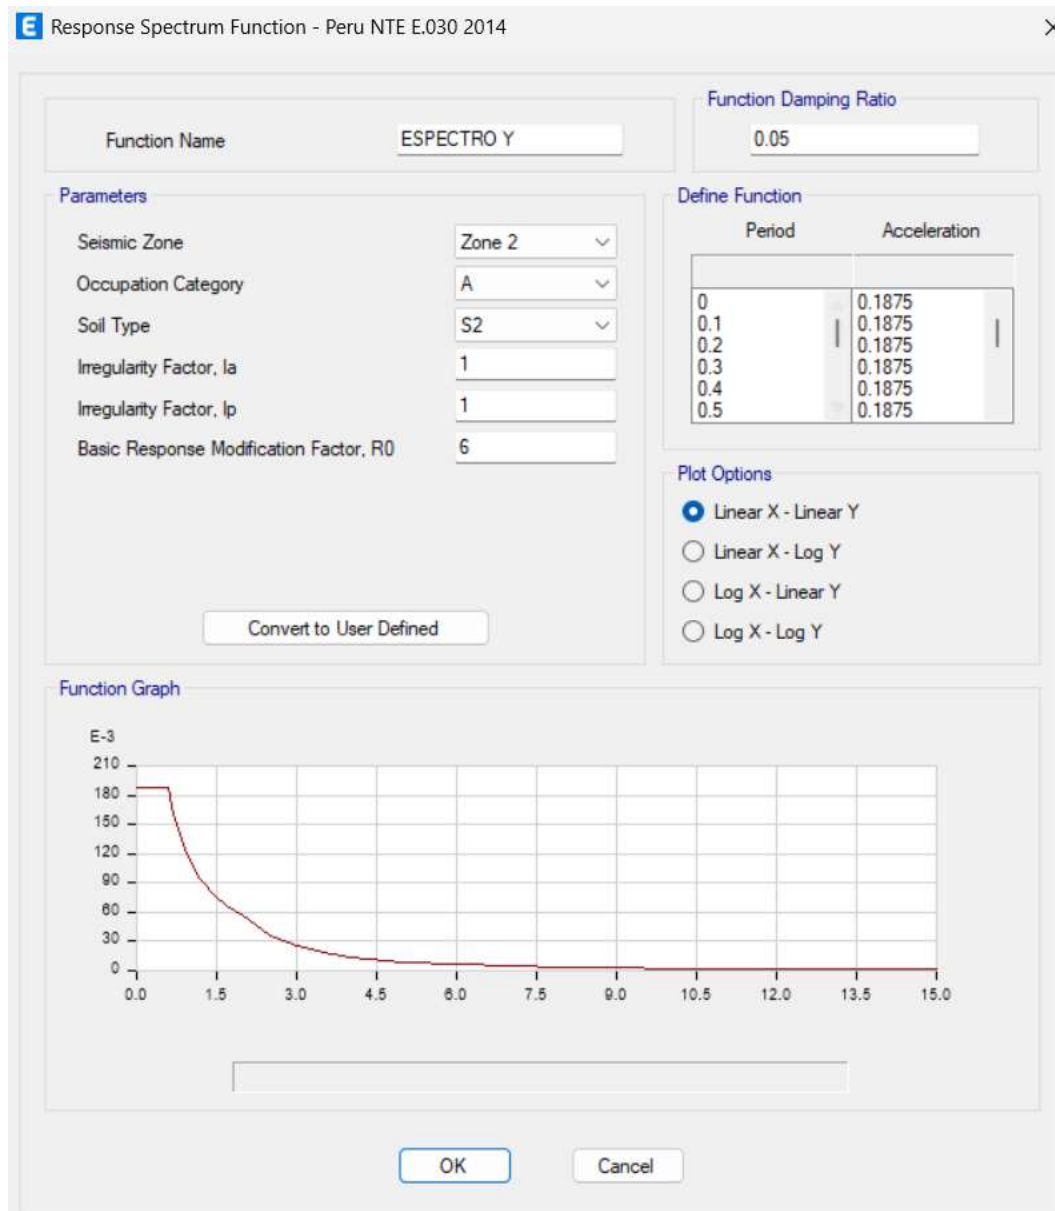 E Response Spectrum Function - Peru NTE E.030 2014
Function Name ESPECTRO Y
Function Damping Ratio
0.05
Parameters
Seismic Zone Zone 2
Occupation Category A
Soil Type S2
Irregularity Factor, Ia 1
Irregularity Factor, Ip 1
Basic Response Modification Factor, R0 6
Convert to User Defined
Define Function
Period Acceleration
0 0.1875
0.1 0.1875
0.2 0.1875
0.3 0.1875
0.4 0.1875
0.5 0.1875
Plot Options
Linear X - Linear Y
Linear X - Log Y
Log X - Linear Y
Log X - Log Y
Function Graph
E-3
210
180
150
120
90
60
30
0
0.0 1.5 3.0 4.5 6.0 7.5 9.0 10.5 12.0 13.5 15.0
OK Cancel